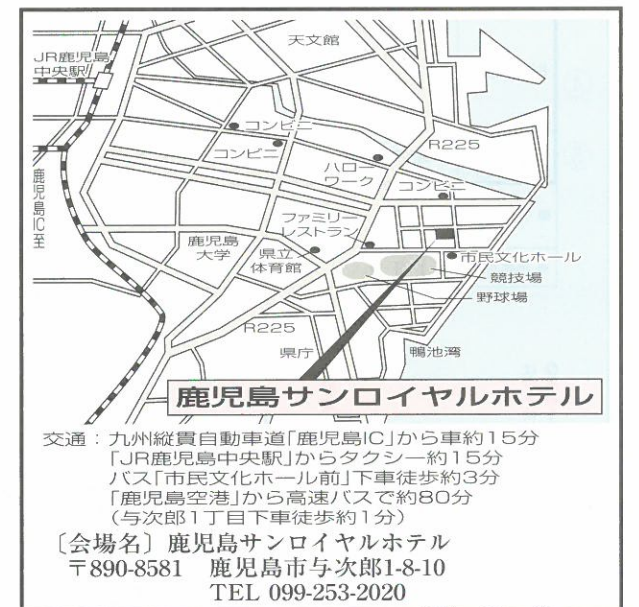 天文館
JR鹿児島
中央駅
コンビニ
コンビニ
R225
ハロー
ワーク
コンビニ
鹿児島IC至
ファミリー
レストラン
鹿児島
大学
県立
体育館
市民文化ホール
競技場
野球場
R225
県庁
鴨池湾
鹿児島サンロイヤルホテル
交通：九州縦貫自動車道「鹿児島IC」から車約15分
「JR鹿児島中央駅」からタクシー約15分
バス「市民文化ホール前」下車徒歩約3分
「鹿児島空港」から高速バスで約80分
（与次郎1丁目下車徒歩約1分）
〔会場名〕鹿児島サンロイヤルホテル
〒890-8581　鹿児島市与次郎1-8-10
TEL 099-253-2020